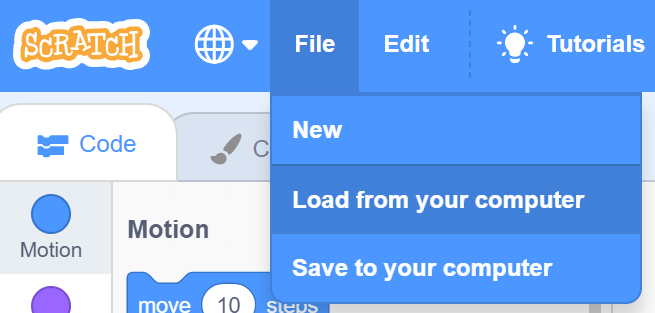 SCRATCH
File
Edit
Tutorials
New
Load from your computer
Save to your computer
Code
C
Motion
Motion
move 10 steps